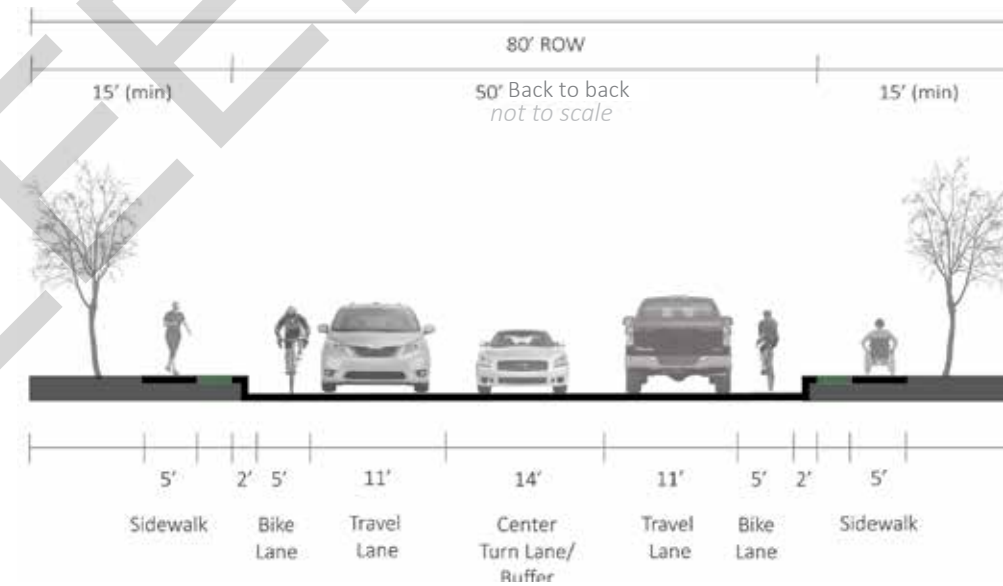 80′ ROW
15′ (min)
50′ Back to back
15′ (min)
not to scale
5′ 2′ 5′ 11′ 14′ 11′ 5′ 2′ 5′
Sidewalk Bike Travel Center Travel Bike Sidewalk
Lane Lane Turn Lane/ Lane Lane
Buffer